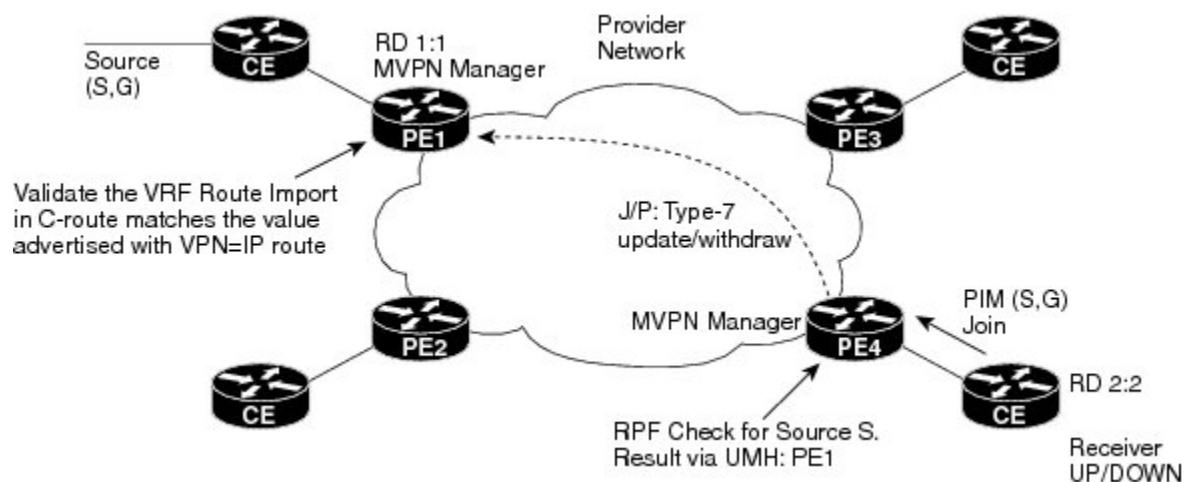 Source
(S,G)
CE
RD 1:1
MVPN Manager
Provider
Network
CE
PE1
PE3
Validate the VRF Route Import
in C-route matches the value
advertised with VPN=IP route
J/P: Type-7
update/withdraw
PE2
MVPN Manager
PE4
PIM (S,G)
Join
CE
CE
RD 2:2
RPF Check for Source S.
Result via UMH: PE1
Receiver
UP/DOWN